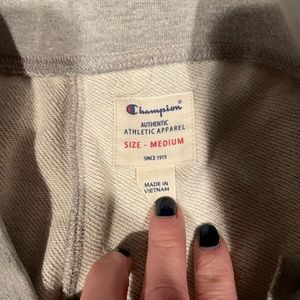 Champion
AUTHENTIC
ATHLETIC APPAREL
SIZE - MEDIUM
SINCE 1919
MADE IN
VIETNAM